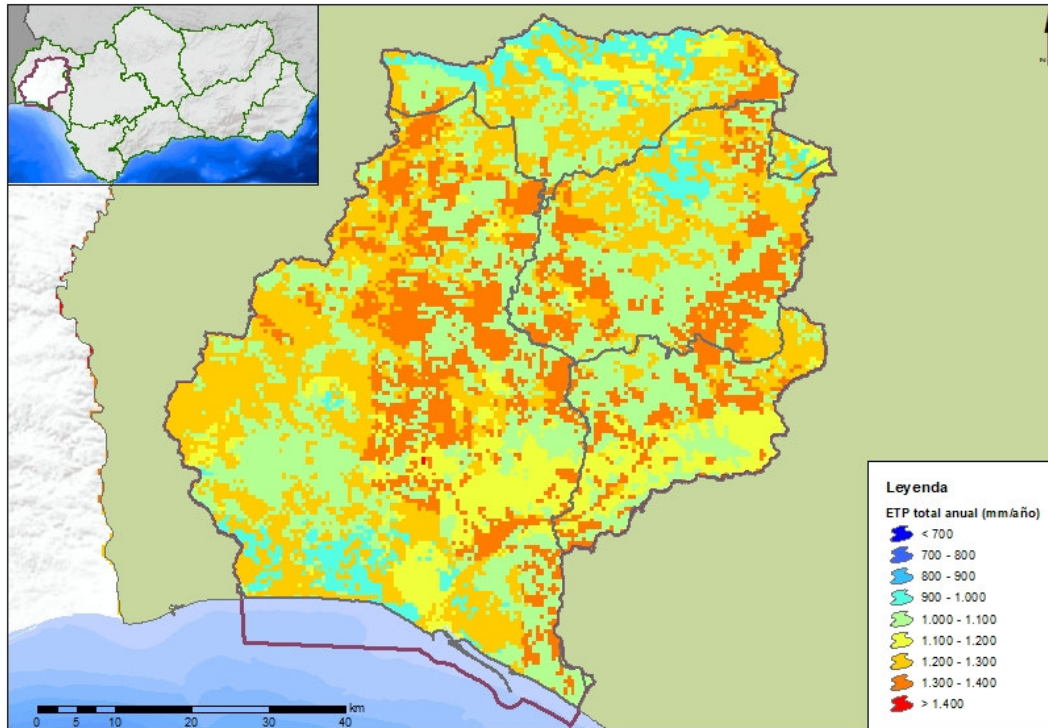 N
Leyenda
ETP total anual (mm/año)
< 700
700 - 800
800 - 900
900 - 1.000
1.000 - 1.100
1.100 - 1.200
1.200 - 1.300
1.300 - 1.400
> 1.400
0 5 10 20 30 40 km